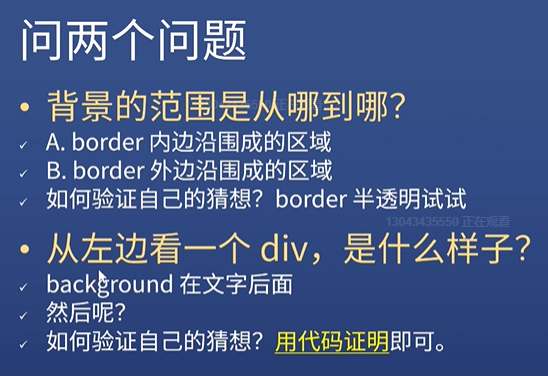 问两个问题
• 背景的范围是从哪到哪？
✓ A. border 内边沿围成的区域
✓ B. border 外边沿围成的区域
✓ 如何验证自己的猜想？border 半透明试试
13043435550 正在观看
• 从左边看一个 div，是什么样子？
✓ background 在文字后面
✓ 然后呢？
✓ 如何验证自己的猜想？用代码证明即可。